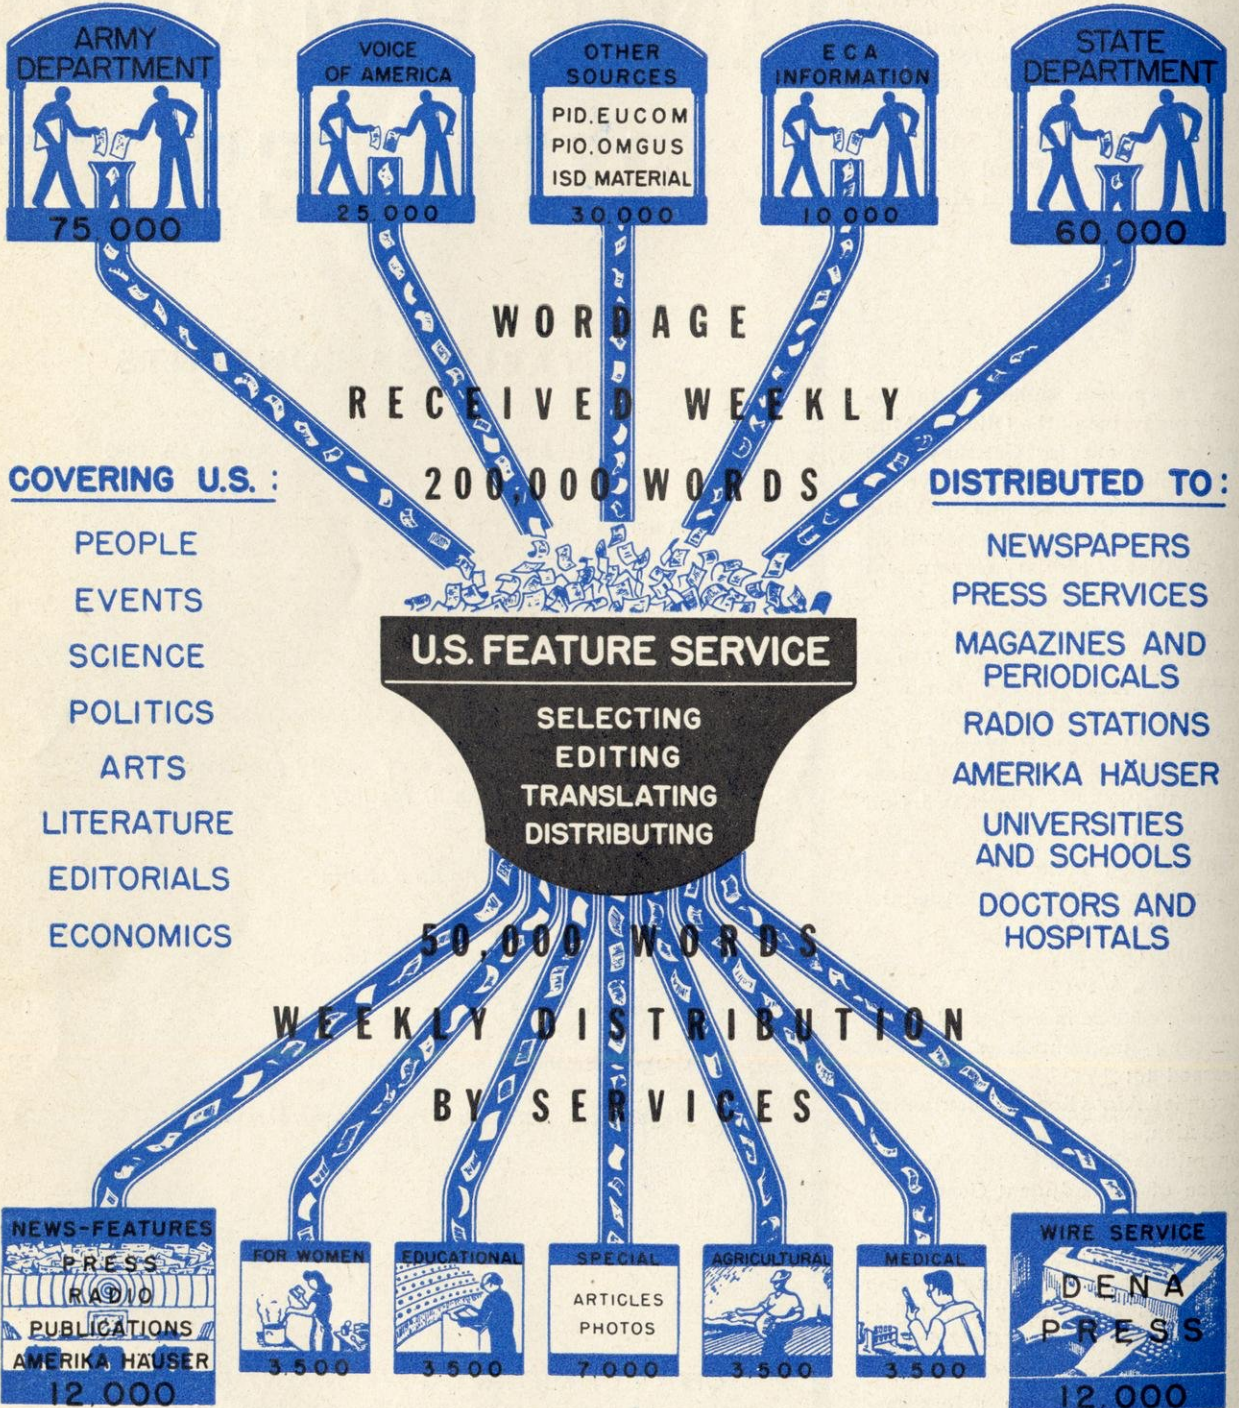 ARMY
DEPARTMENT
75,000
VOICE
OF AMERICA
25,000
OTHER
SOURCES
PID.EUCOM
PIO.OMGUS
ISD MATERIAL
30,000
ECA
INFORMATION
10,000
STATE
DEPARTMENT
60,000
WORDAGE
RECEIVED WEEKLY
200,000 WORDS
COVERING U.S. :
PEOPLE
EVENTS
SCIENCE
POLITICS
ARTS
LITERATURE
EDITORIALS
ECONOMICS
U.S. FEATURE SERVICE
SELECTING
EDITING
TRANSLATING
DISTRIBUTING
DISTRIBUTED TO:
NEWSPAPERS
PRESS SERVICES
MAGAZINES AND
PERIODICALS
RADIO STATIONS
AMERIKA HÄUSER
UNIVERSITIES
AND SCHOOLS
DOCTORS AND
HOSPITALS
50,000 WORDS
WEEKLY DISTRIBUTION
BY SERVICES
NEWS-FEATURES
PRESS
RADIO
PUBLICATIONS
AMERIKA HÄUSER
12,000
FOR WOMEN
3,500
EDUCATIONAL
3,500
SPECIAL
ARTICLES
PHOTOS
7,000
AGRICULTURAL
3,500
MEDICAL
3,500
WIRE SERVICE
DENA
PRESS
12,000